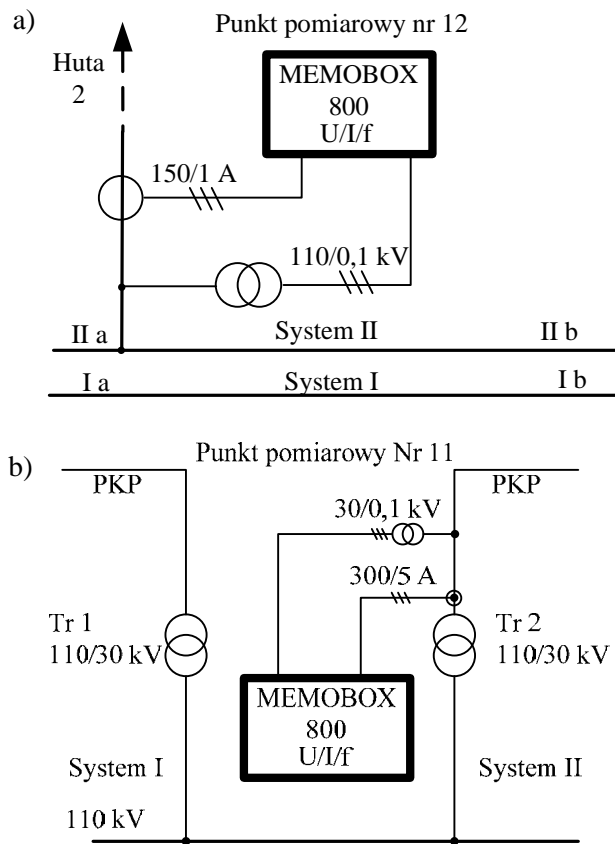 a)
Punkt pomiarowy nr 12
Huta
2
MEMOBOX
800
U/I/f
150/1 A
110/0,1 kV
II a
System II
II b
I a
System I
I b
b)
Punkt pomiarowy Nr 11
PKP
PKP
30/0,1 kV
300/5 A
Tr 1
110/30 kV
Tr 2
110/30 kV
MEMOBOX
800
U/I/f
System I
System II
110 kV